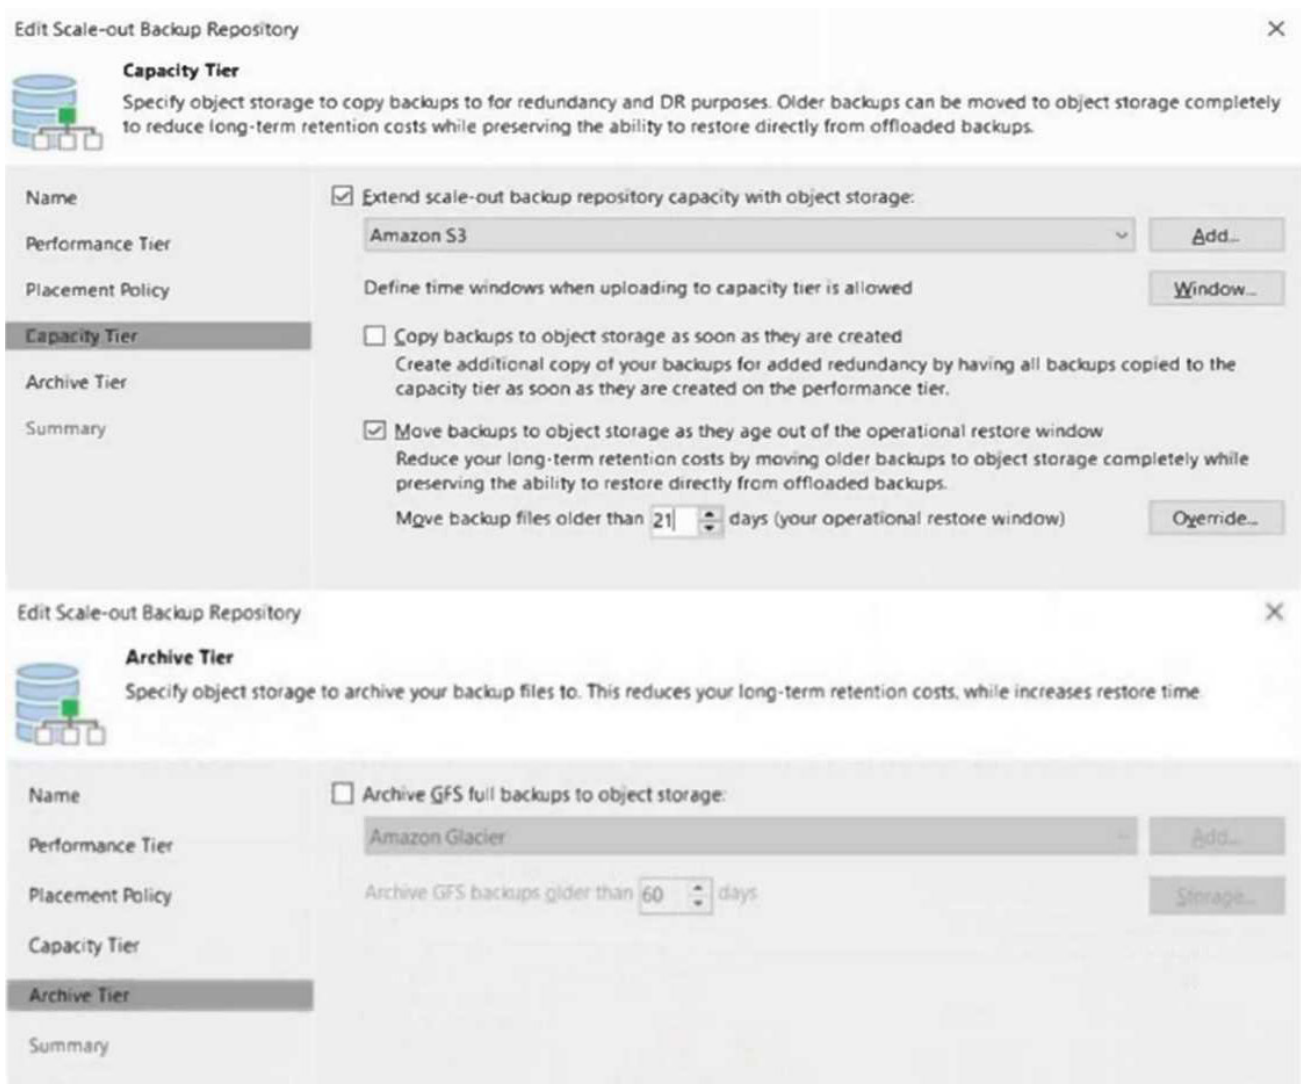 Edit Scale-out Backup Repository
Capacity Tier
Specify object storage to copy backups to for redundancy and DR purposes. Older backups can be moved to object storage completely
to reduce long-term retention costs while preserving the ability to restore directly from offloaded backups.
Name
Performance Tier
Placement Policy
Capacity Tier
Archive Tier
Summary
Extend scale-out backup repository capacity with object storage:
Amazon S3
Add...
Define time windows when uploading to capacity tier is allowed
Window...
Copy backups to object storage as soon as they are created
Create additional copy of your backups for added redundancy by having all backups copied to the
capacity tier as soon as they are created on the performance tier.
Move backups to object storage as they age out of the operational restore window
Reduce your long-term retention costs by moving older backups to object storage completely while
preserving the ability to restore directly from offloaded backups.
Move backup files older than 21 days (your operational restore window)
Override...
Edit Scale-out Backup Repository
Archive Tier
Specify object storage to archive your backup files to. This reduces your long-term retention costs, while increases restore time
Name
Performance Tier
Placement Policy
Capacity Tier
Archive Tier
Summary
Archive GFS full backups to object storage:
Amazon Glacier
Add...
Archive GFS backups older than 60 days
Storage...